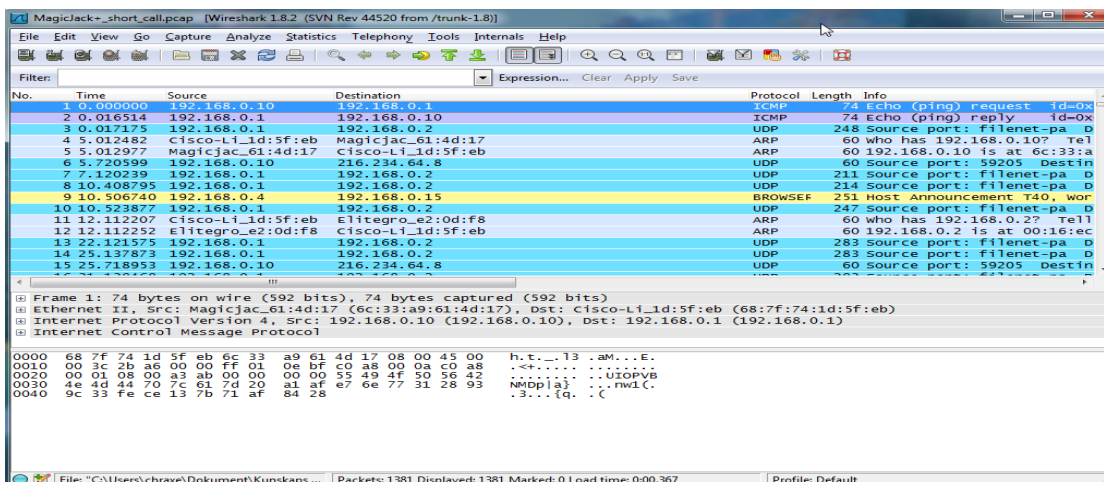 MagicJack+_short_call.pcap [Wireshark 1.8.2 (SVN Rev 44520 from /trunk-1.8)]
File Edit View Go Capture Analyze Statistics Telephony Tools Internals Help
Filter: Expression... Clear Apply Save
No. Time Source Destination Protocol Length Info
1 0.000000 192.168.0.10 192.168.0.1 ICMP 74 Echo (ping) request id=0x
2 0.016514 192.168.0.1 192.168.0.10 ICMP 74 Echo (ping) reply id=0x
3 0.017175 192.168.0.1 192.168.0.2 UDP 248 Source port: filenet-pa D
4 5.012482 Cisco-Li_1d:5f:eb Magicjac_61:4d:17 ARP 60 who has 192.168.0.10? Tel
5 5.012977 Magicjac_61:4d:17 Cisco-Li_1d:5f:eb ARP 60 192.168.0.10 is at 6c:33:a
6 5.720599 192.168.0.10 216.234.64.8 UDP 60 Source port: 59205 Destin
7 7.120239 192.168.0.1 192.168.0.2 UDP 211 Source port: filenet-pa D
8 10.408795 192.168.0.1 192.168.0.2 UDP 214 Source port: filenet-pa D
9 10.506740 192.168.0.4 192.168.0.15 BROWSER 251 Host Announcement T40, Wor
10 10.523877 192.168.0.1 192.168.0.2 UDP 247 Source port: filenet-pa D
11 12.112207 Cisco-Li_1d:5f:eb Elitegro_e2:0d:f8 ARP 60 who has 192.168.0.2? Tell
12 12.112252 Elitegro_e2:0d:f8 Cisco-Li_1d:5f:eb ARP 60 192.168.0.2 is at 00:16:ec
13 22.121575 192.168.0.1 192.168.0.2 UDP 283 Source port: filenet-pa D
14 25.137873 192.168.0.1 192.168.0.2 UDP 283 Source port: filenet-pa D
15 25.718953 192.168.0.10 216.234.64.8 UDP 60 Source port: 59205 Destin
Frame 1: 74 bytes on wire (592 bits), 74 bytes captured (592 bits)
Ethernet II, Src: Magicjac_61:4d:17 (6c:33:a9:61:4d:17), Dst: Cisco-Li_1d:5f:eb (68:7f:74:1d:5f:eb)
Internet Protocol Version 4, Src: 192.168.0.10 (192.168.0.10), Dst: 192.168.0.1 (192.168.0.1)
Internet Control Message Protocol
0000 68 7f 74 1d 5f eb 6c 33 a9 61 4d 17 08 00 45 00 h.t._.l3 .aM...E.
0010 00 3c 2b a6 00 00 ff 01 0e bf c0 a8 00 0a c0 a8 .<+..... ........
0020 00 01 08 00 a3 ab 00 00 00 00 55 49 4f 50 56 42 ........ ..UIOPVB
0030 4e 4d 44 70 7c 61 7d 20 a1 af e7 6e 77 31 28 93 NMDp|a} ...nw1(.
0040 9c 33 fe ce 13 7b 71 af 84 28 .3...{q. .(
File: "C:\Users\chraxe\Dokument\Kunskaps ... Packets: 1381 Displayed: 1381 Marked: 0 Load time: 0:00.367 Profile: Default